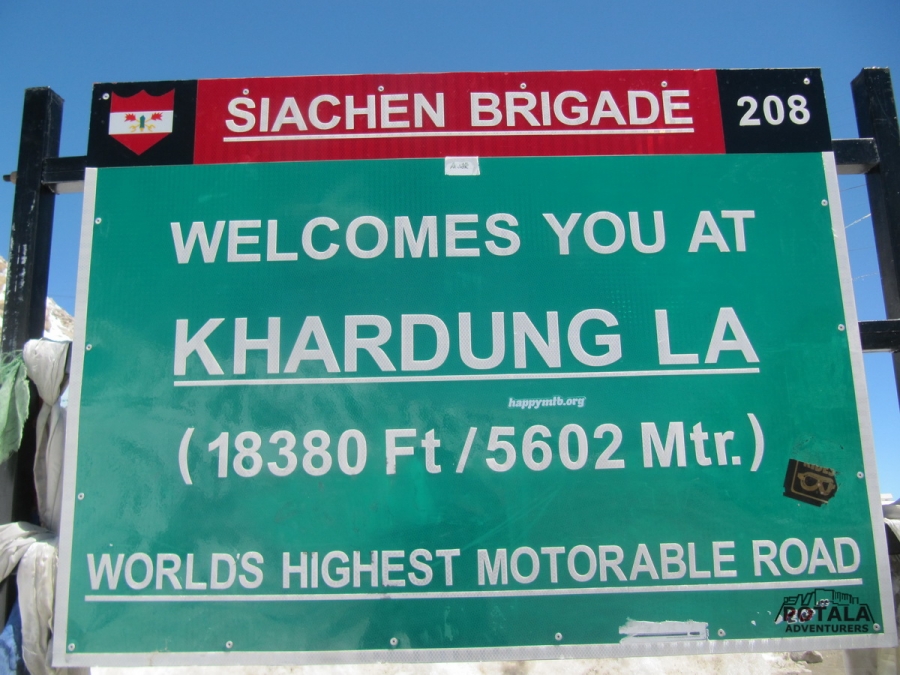 SIACHEN BRIGADE 208
WELCOMES YOU AT
KHARDUNG LA
happymtb.org
(18380 Ft/5602 Mtr.)
WORLD'S HIGHEST MOTORABLE ROAD
ROTALA
ADVENTURERS